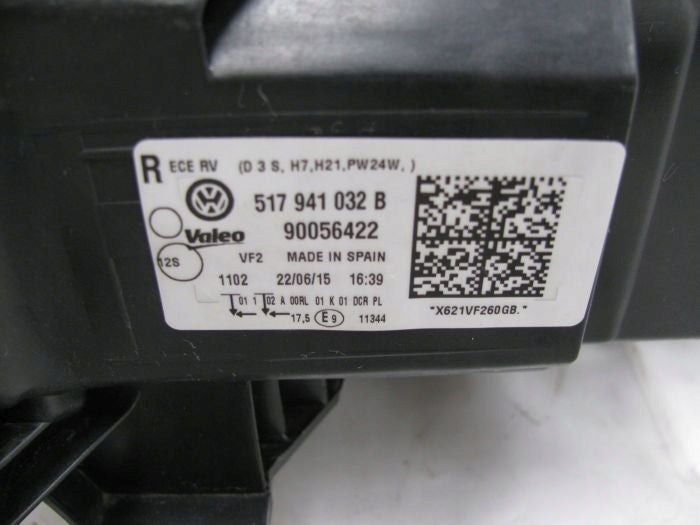 R ECE RV (D 3 S, H7,H21,PW24W, )
517 941 032 B
Valeo 90056422
12S VF2 MADE IN SPAIN
1102 22/06/15 16:39
01 1 02 A 00RL 01 K 01 DCR PL
17,5 E 9 11344
"X621VF260GB."